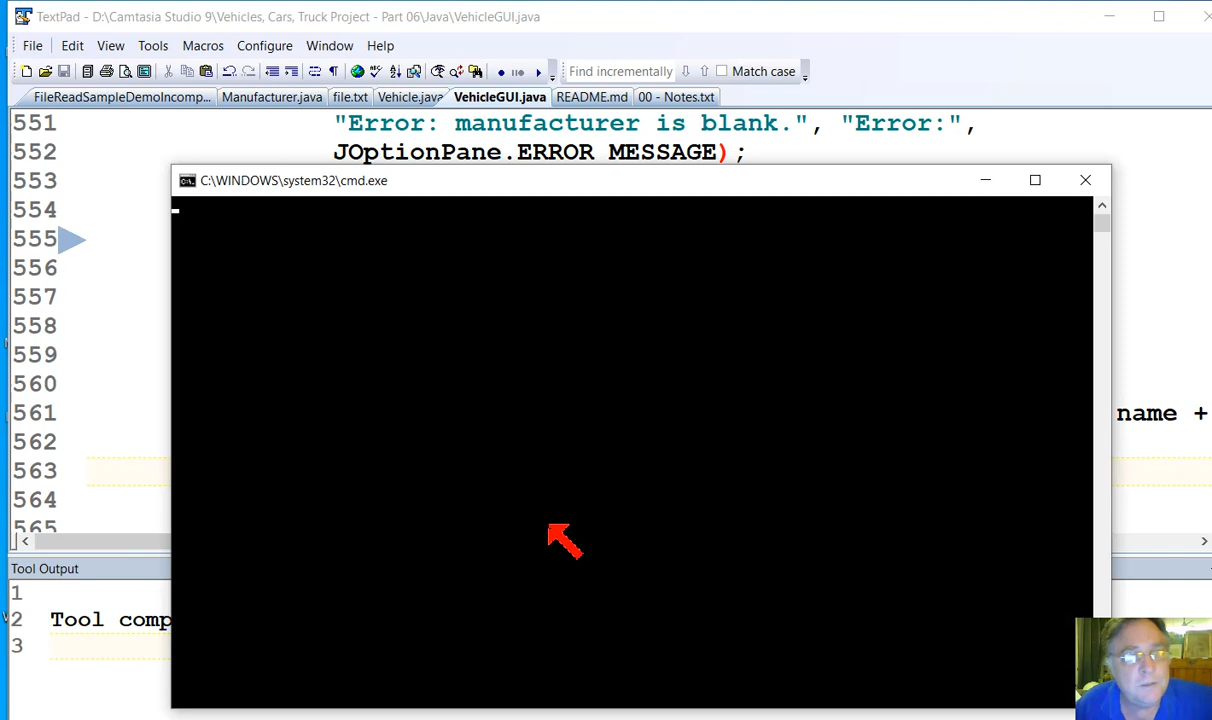 TextPad - D:\Camtasia Studio 9\Vehicles, Cars, Truck Project - Part 06\Java\VehicleGUI.java
File Edit View Tools Macros Configure Window Help
Find incrementally Match case
FileReadSampleDemoIncomp... Manufacturer.java file.txt Vehicle.java VehicleGUI.java README.md 00 - Notes.txt
551 "Error: manufacturer is blank.", "Error:",
552 JOptionPane.ERROR_MESSAGE);
553
C:\WINDOWS\system32\cmd.exe
554
555
556
557
558
559
560
561 name +
562
563
564
565
Tool Output
1
2 Tool comp
3